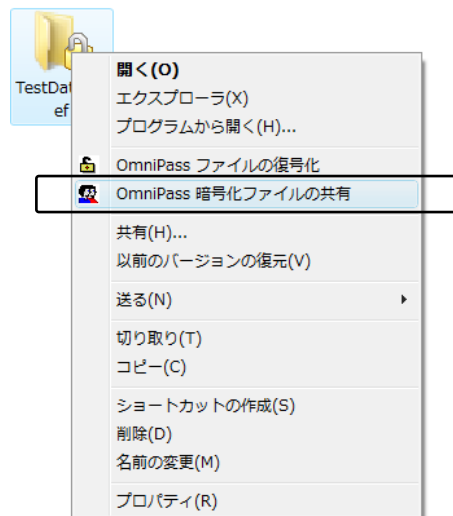 TestDat
ef
開く(O)
エクスプローラ(X)
プログラムから開く(H)...
OmniPass ファイルの復号化
OmniPass 暗号化ファイルの共有
共有(H)...
以前のバージョンの復元(V)
送る(N)
切り取り(T)
コピー(C)
ショートカットの作成(S)
削除(D)
名前の変更(M)
プロパティ(R)